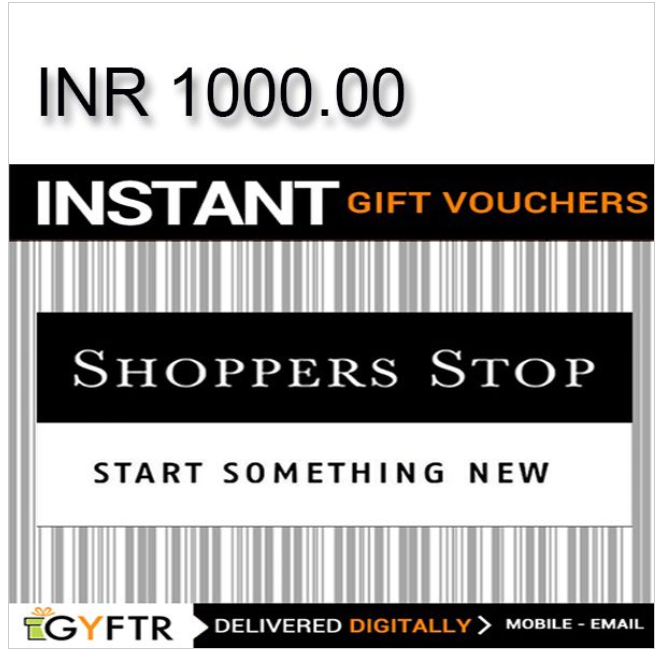 INR 1000.00
INSTANT GIFT VOUCHERS
SHOPPERS STOP
START SOMETHING NEW
GYFTR DELIVERED DIGITALLY > MOBILE - EMAIL